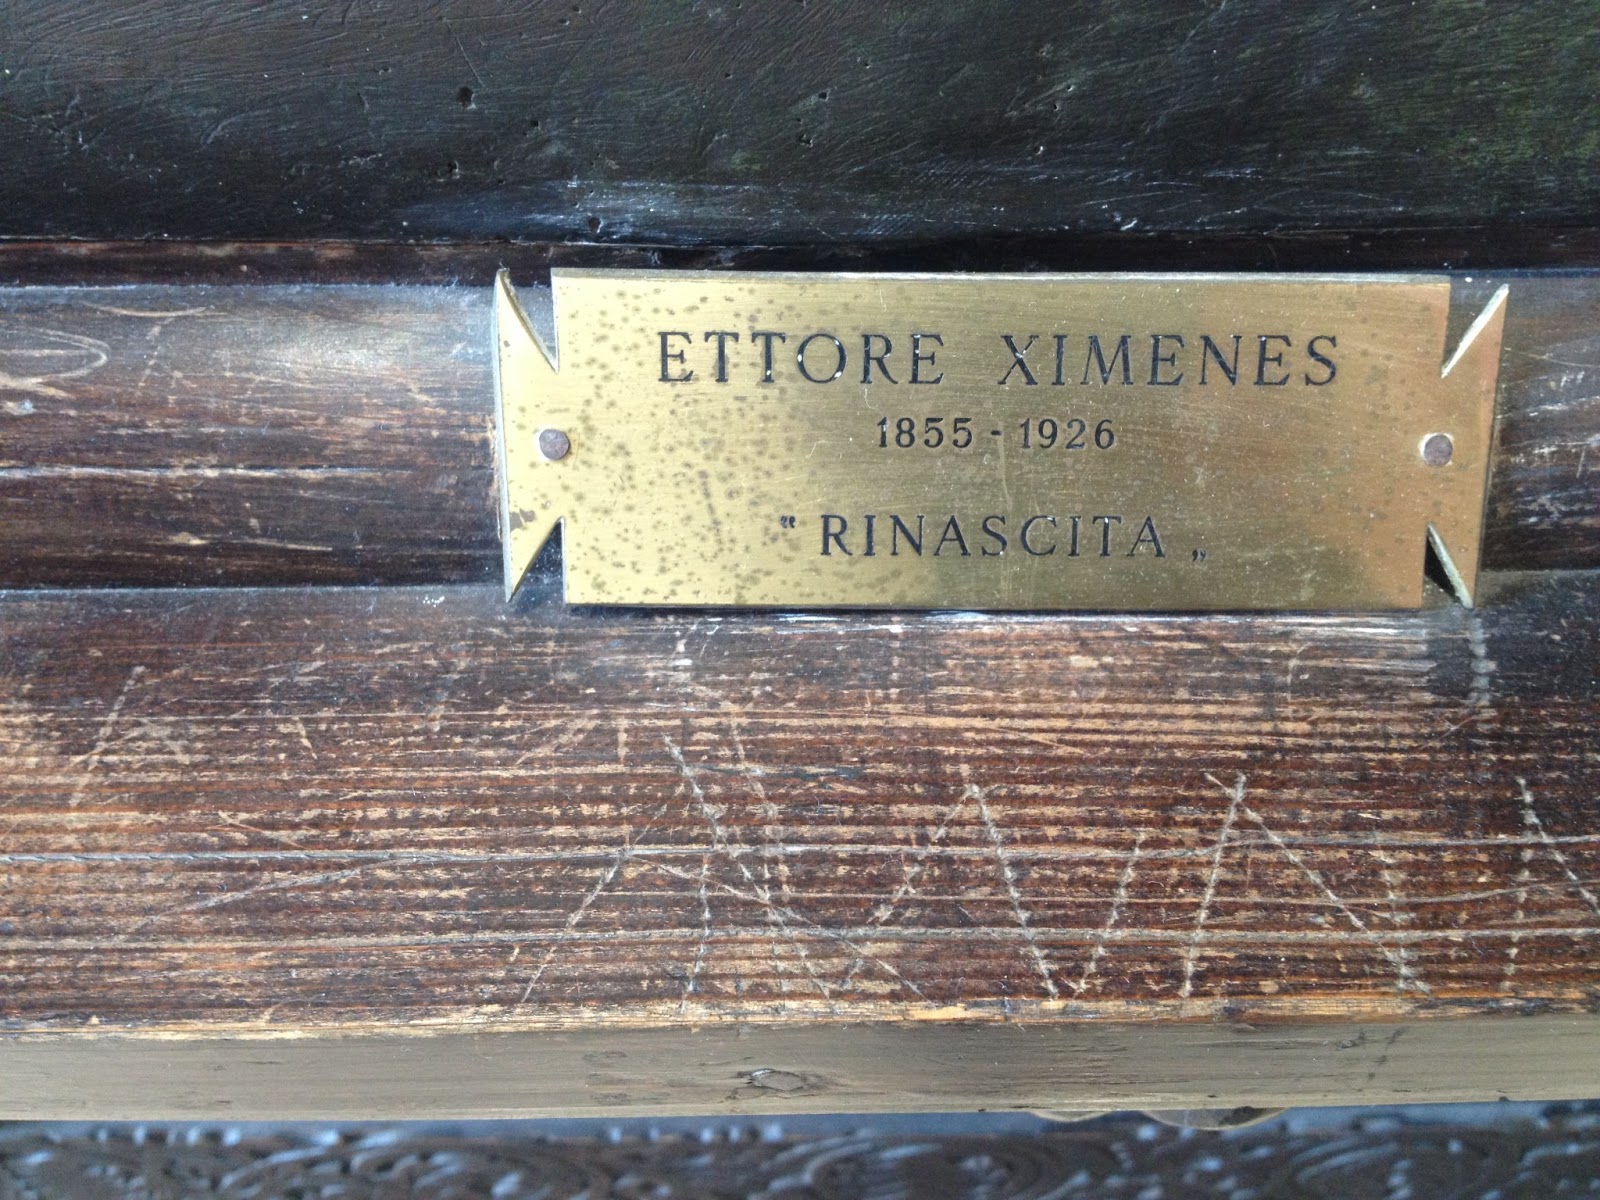 ETTORE XIMENES
1855 - 1926
“ RINASCITA „